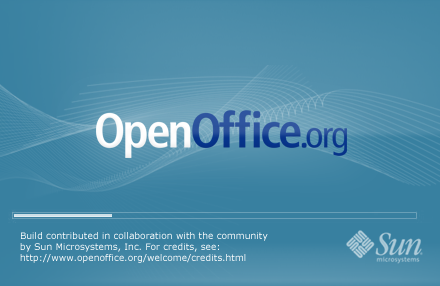 OpenOffice.org
Build contributed in collaboration with the community
by Sun Microsystems, Inc. For credits, see:
http://www.openoffice.org/welcome/credits.html
Sun
microsystems